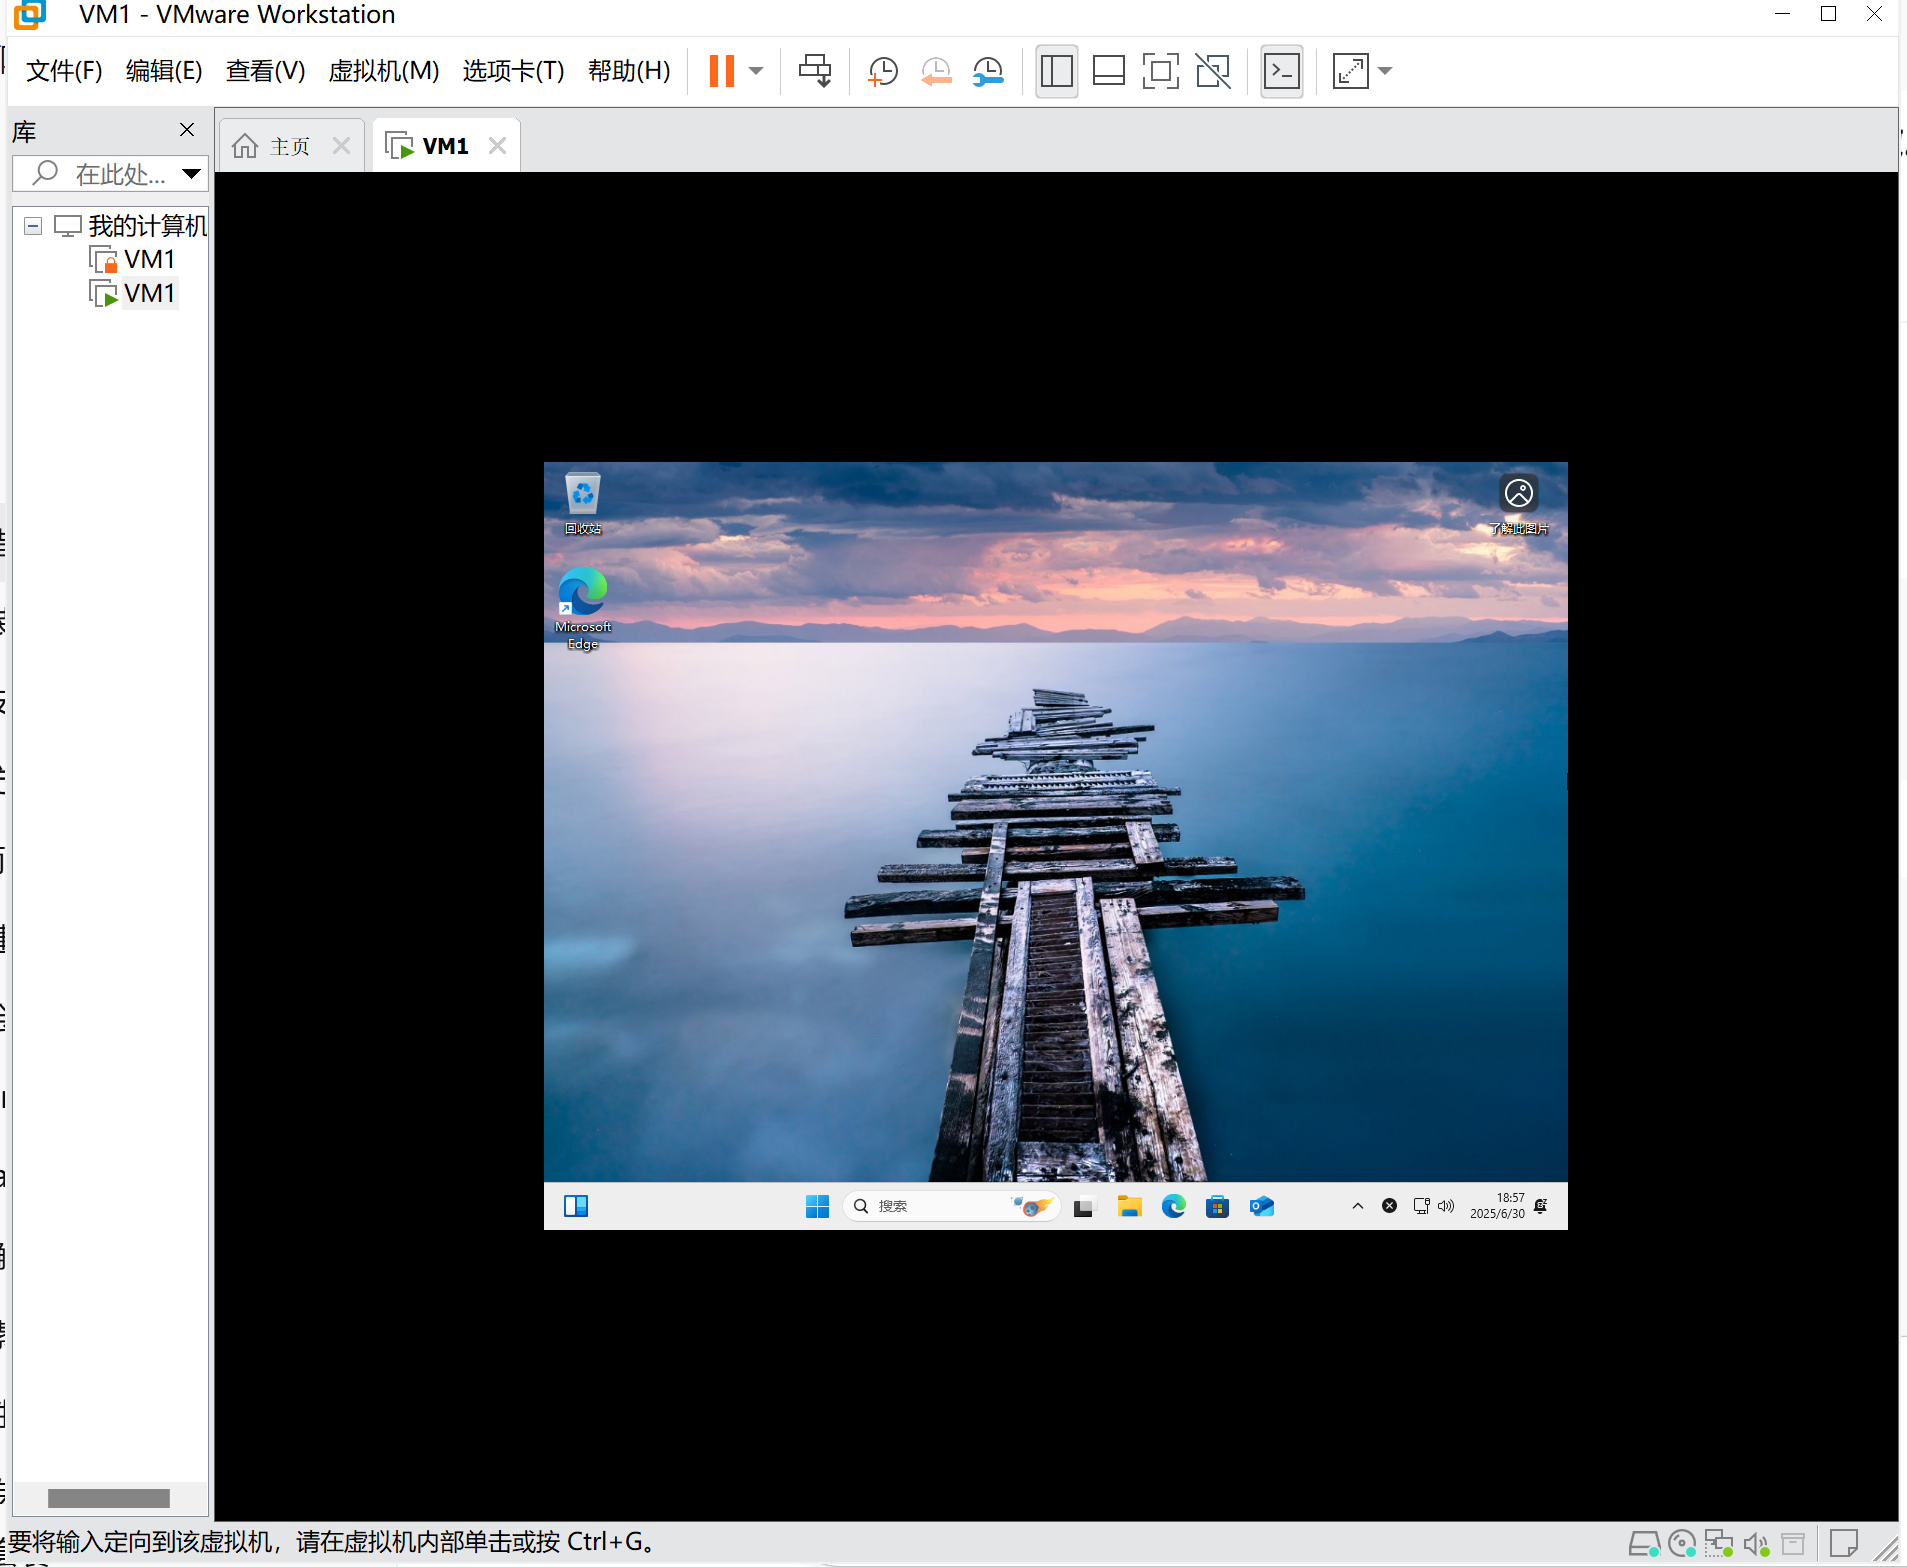 VM1 - VMware Workstation
文件(F) 编辑(E) 查看(V) 虚拟机(M) 选项卡(T) 帮助(H)
库
主页
VM1
在此处...
我的计算机
VM1
VM1
回收站
了解此图片
Microsoft
Edge
搜索
18:57
2025/6/30
要将输入定向到该虚拟机，请在虚拟机内部单击或按 Ctrl+G。